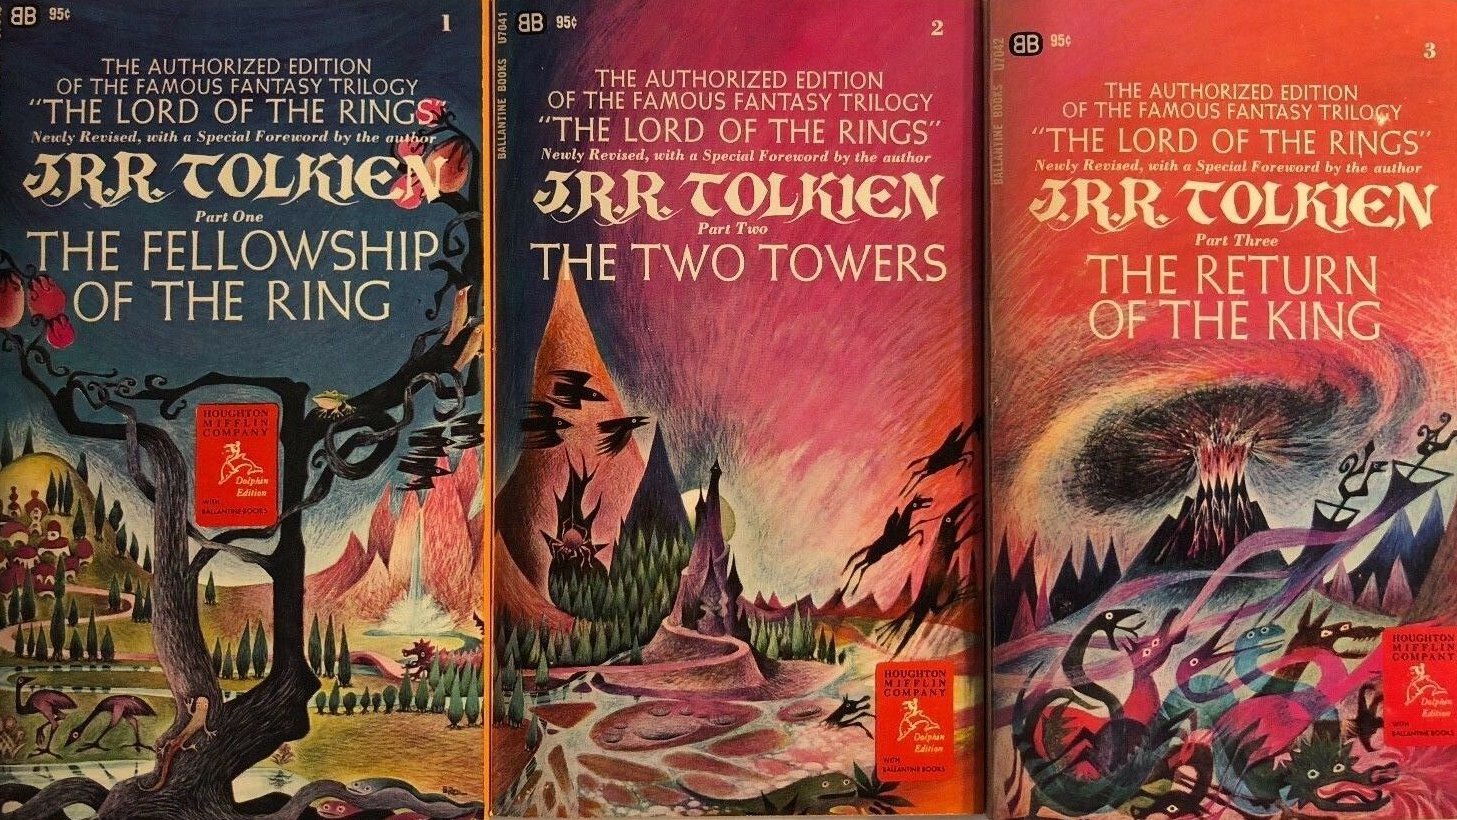 BB 95¢
1
THE AUTHORIZED EDITION
OF THE FAMOUS FANTASY TRILOGY
"THE LORD OF THE RINGS"
Newly Revised, with a Special Foreword by the author
J.R.R. TOLKIEN
Part One
THE FELLOWSHIP
OF THE RING
HOUGHTON
MIFFLIN
COMPANY
Dolphin
Edition
WITH
BALLANTINE BOOKS
BALLANTINE BOOKS U7041
BB 95¢
2
THE AUTHORIZED EDITION
OF THE FAMOUS FANTASY TRILOGY
"THE LORD OF THE RINGS"
Newly Revised, with a Special Foreword by the author
J.R.R. TOLKIEN
Part Two
THE TWO TOWERS
HOUGHTON
MIFFLIN
COMPANY
Dolphin
Edition
WITH
BALLANTINE BOOKS
BALLANTINE BOOKS U7042
BB 95¢
3
THE AUTHORIZED EDITION
OF THE FAMOUS FANTASY TRILOGY
"THE LORD OF THE RINGS"
Newly Revised, with a Special Foreword by the author
J.R.R. TOLKIEN
Part Three
THE RETURN
OF THE KING
HOUGHTON
MIFFLIN
COMPANY
Dolphin
Edition
WITH
BALLANTINE BOOKS